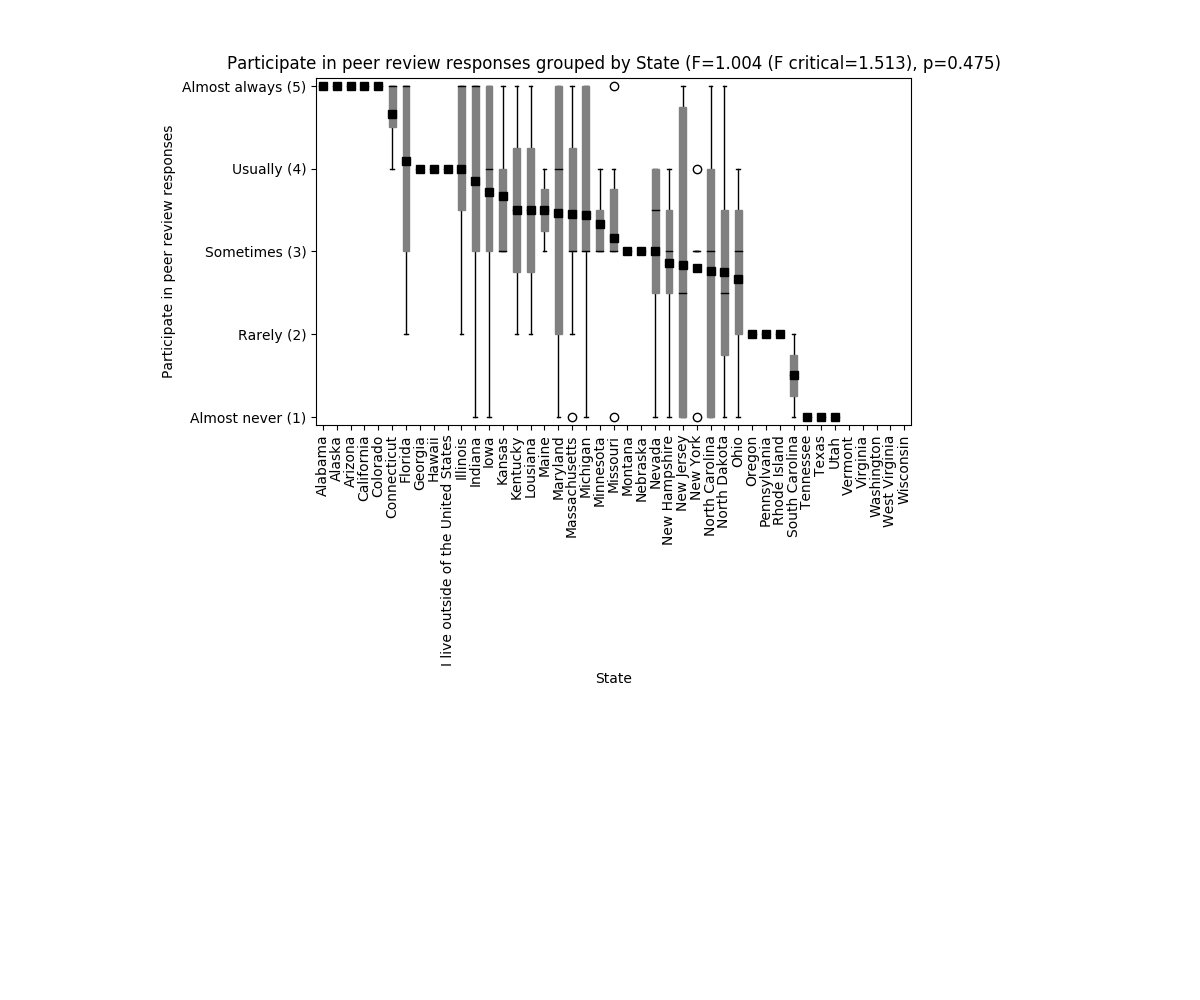 Participate in peer review responses grouped by State (F=1.004 (F critical=1.513), p=0.475)
Participate in peer review responses
Almost always (5)
Usually (4)
Sometimes (3)
Rarely (2)
Almost never (1)
Alabama
Alaska
Arizona
California
Colorado
Connecticut
Florida
Georgia
Hawaii
I live outside of the United States
Illinois
Indiana
Iowa
Kansas
Kentucky
Lousiana
Maine
Maryland
Massachusetts
Michigan
Minnesota
Missouri
Montana
Nebraska
Nevada
New Hampshire
New Jersey
New York
North Carolina
North Dakota
Ohio
Oregon
Pennsylvania
Rhode Island
South Carolina
Tennessee
Texas
Utah
Vermont
Virginia
Washington
West Virginia
Wisconsin
State